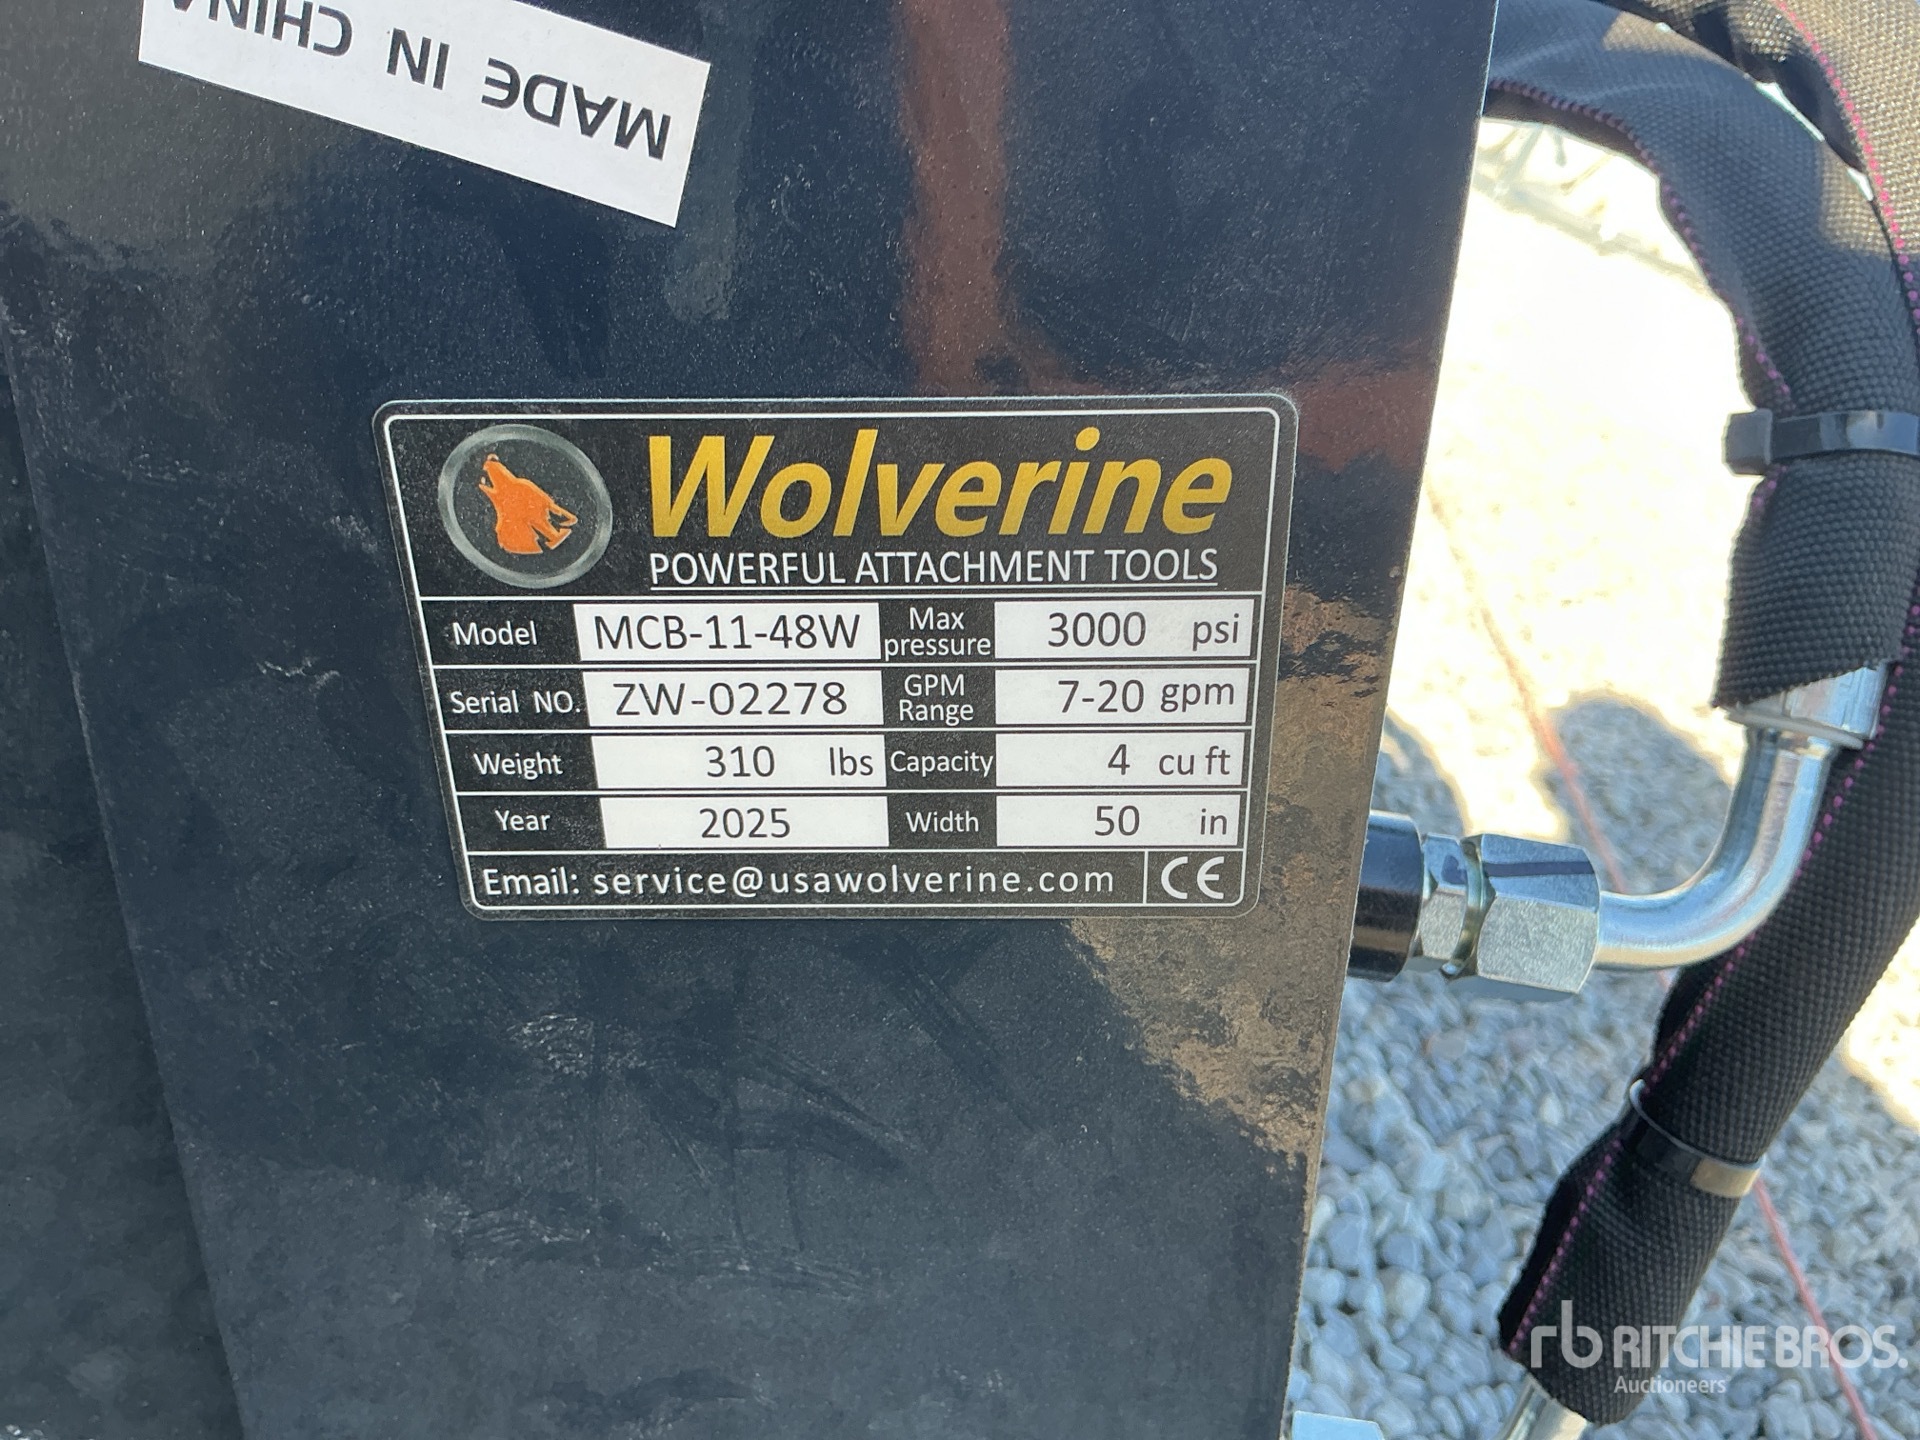 MADE IN CHINA
Wolverine
POWERFUL ATTACHMENT TOOLS
Model MCB-11-48W Max pressure 3000 psi
Serial NO. ZW-02278 GPM Range 7-20 gpm
Weight 310 lbs Capacity 4 cu ft
Year 2025 Width 50 in
Email: service@usawolverine.com CE
rb RITCHIE BROS.
Auctioneers